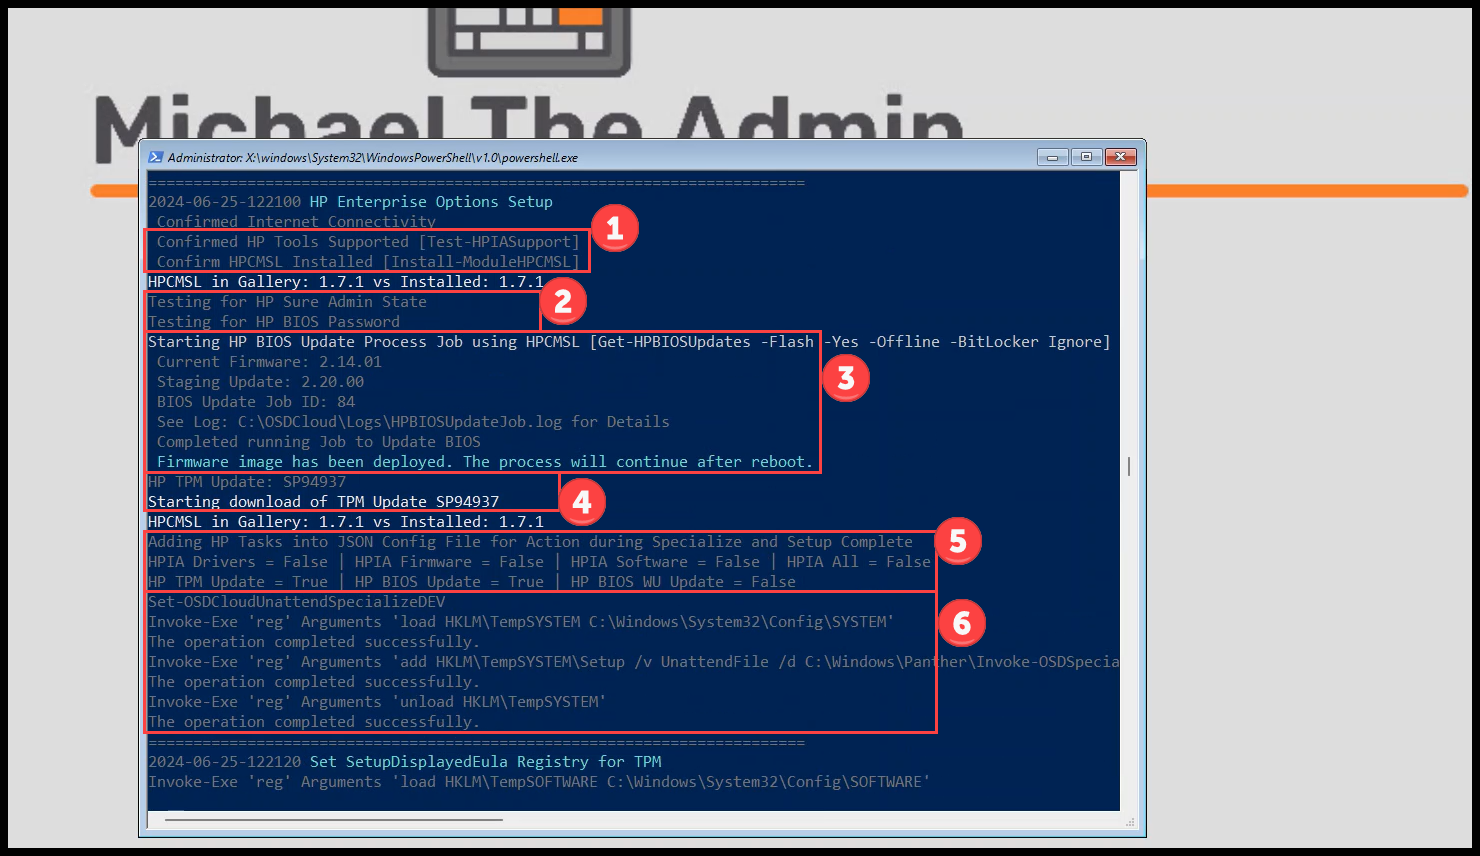 Michael The Admin
Administrator: X:\windows\System32\WindowsPowerShell\v1.0\powershell.exe
=========================================================================
2024-06-25-122100 HP Enterprise Options Setup
Confirmed Internet Connectivity
1
Confirmed HP Tools Supported [Test-HPIASupport]
Confirm HPCMSL Installed [Install-ModuleHPCMSL]
HPCMSL in Gallery: 1.7.1 vs Installed: 1.7.1
2
Testing for HP Sure Admin State
Testing for HP BIOS Password
Starting HP BIOS Update Process Job using HPCMSL [Get-HPBIOSUpdates -Flash -Yes -Offline -BitLocker Ignore]
Current Firmware: 2.14.01
3
Staging Update: 2.20.00
BIOS Update Job ID: 84
See Log: C:\OSDCloud\Logs\HPBIOSUpdateJob.log for Details
Completed running Job to Update BIOS
Firmware image has been deployed. The process will continue after reboot.
HP TPM Update: SP94937
4
Starting download of TPM Update SP94937
HPCMSL in Gallery: 1.7.1 vs Installed: 1.7.1
Adding HP Tasks into JSON Config File for Action during Specialize and Setup Complete
5
HPIA Drivers = False | HPIA Firmware = False | HPIA Software = False | HPIA All = False
HP TPM Update = True | HP BIOS Update = True | HP BIOS WU Update = False
Set-OSDCloudUnattendSpecializeDEV
Invoke-Exe 'reg' Arguments 'load HKLM\TempSYSTEM C:\Windows\System32\Config\SYSTEM'
6
The operation completed successfully.
Invoke-Exe 'reg' Arguments 'add HKLM\TempSYSTEM\Setup /v UnattendFile /d C:\Windows\Panther\Invoke-OSDSpecia
The operation completed successfully.
Invoke-Exe 'reg' Arguments 'unload HKLM\TempSYSTEM'
The operation completed successfully.
=========================================================================
2024-06-25-122120 Set SetupDisplayedEula Registry for TPM
Invoke-Exe 'reg' Arguments 'load HKLM\TempSOFTWARE C:\Windows\System32\Config\SOFTWARE'